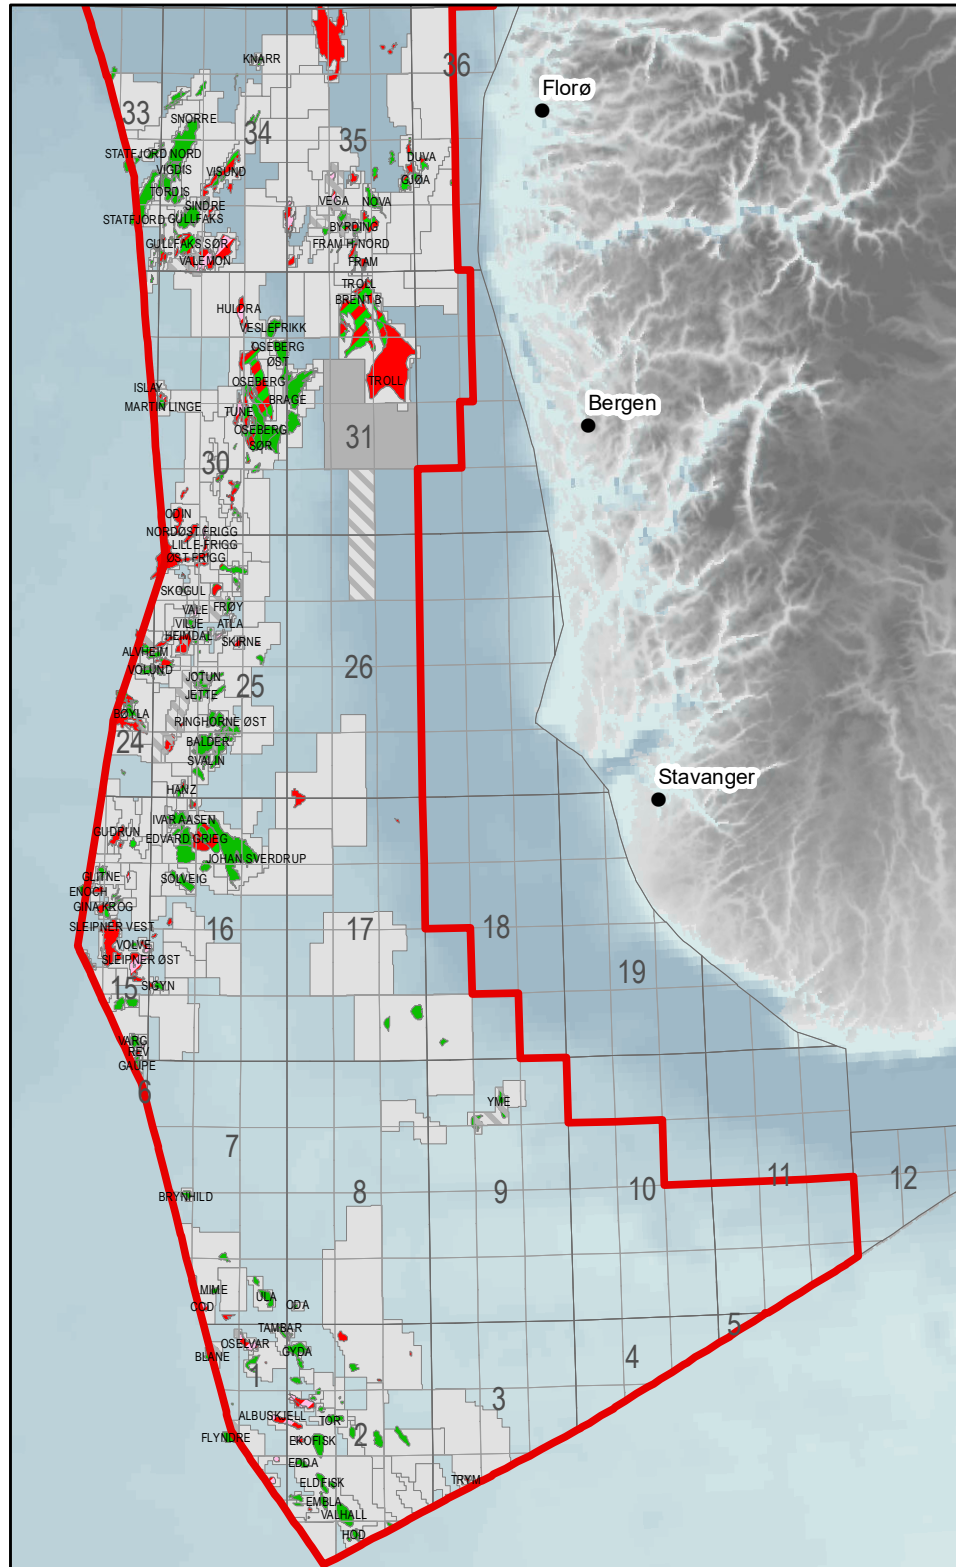 KNARR
36
Florø
33
SNORRE
34
35
STATFJORD NORD
DUVA
VIGDIS
VISUND
GJØA
TORDIS
VEGA
NOVA
SINDRE
STATFJORD
GULLFAKS
BYRDING
GULLFAKS SØR
FRAM H-NORD
VALEMON
FRAM
TROLL
BRENT B
HULDRA
VESLEFRIKK
OSEBERG
ØST
OSEBERG
TROLL
ISLAY
BRAGE
MARTIN LINGE
TUNE
Bergen
OSEBERG
SØR
31
30
ODIN
NORDØST FRIGG
LILLE-FRIGG
ØST FRIGG
SKOGUL
VALE
FRØY
VILJE
ATLA
HEIMDAL
SKIRNE
ALVHEIM
VOLUND
26
JOTUN
25
JETTE
BØYLA
RINGHORNE ØST
24
BALDER
SVALIN
Stavanger
HANZ
IVAR AASEN
GUDRUN
EDVARD GRIEG
JOHAN SVERDRUP
GLITNE
SOLVEIG
ENOCH
GINA KROG
SLEIPNER VEST
16
17
18
VOLVE
SLEIPNER ØST
19
15
SIGYN
VARG
REV
GAUPE
6
YME
7
BRYNHILD
8
9
10
11
12
MIME
ULA
COD
ODA
TAMBAR
5
OSELVAR
GYDA
BLANE
4
1
3
ALBUSKJELL
TOR
FLYNDRE
EKOFISK
2
EDDA
ELDFISK
TRYM
EMBLA
VALHALL
HOD